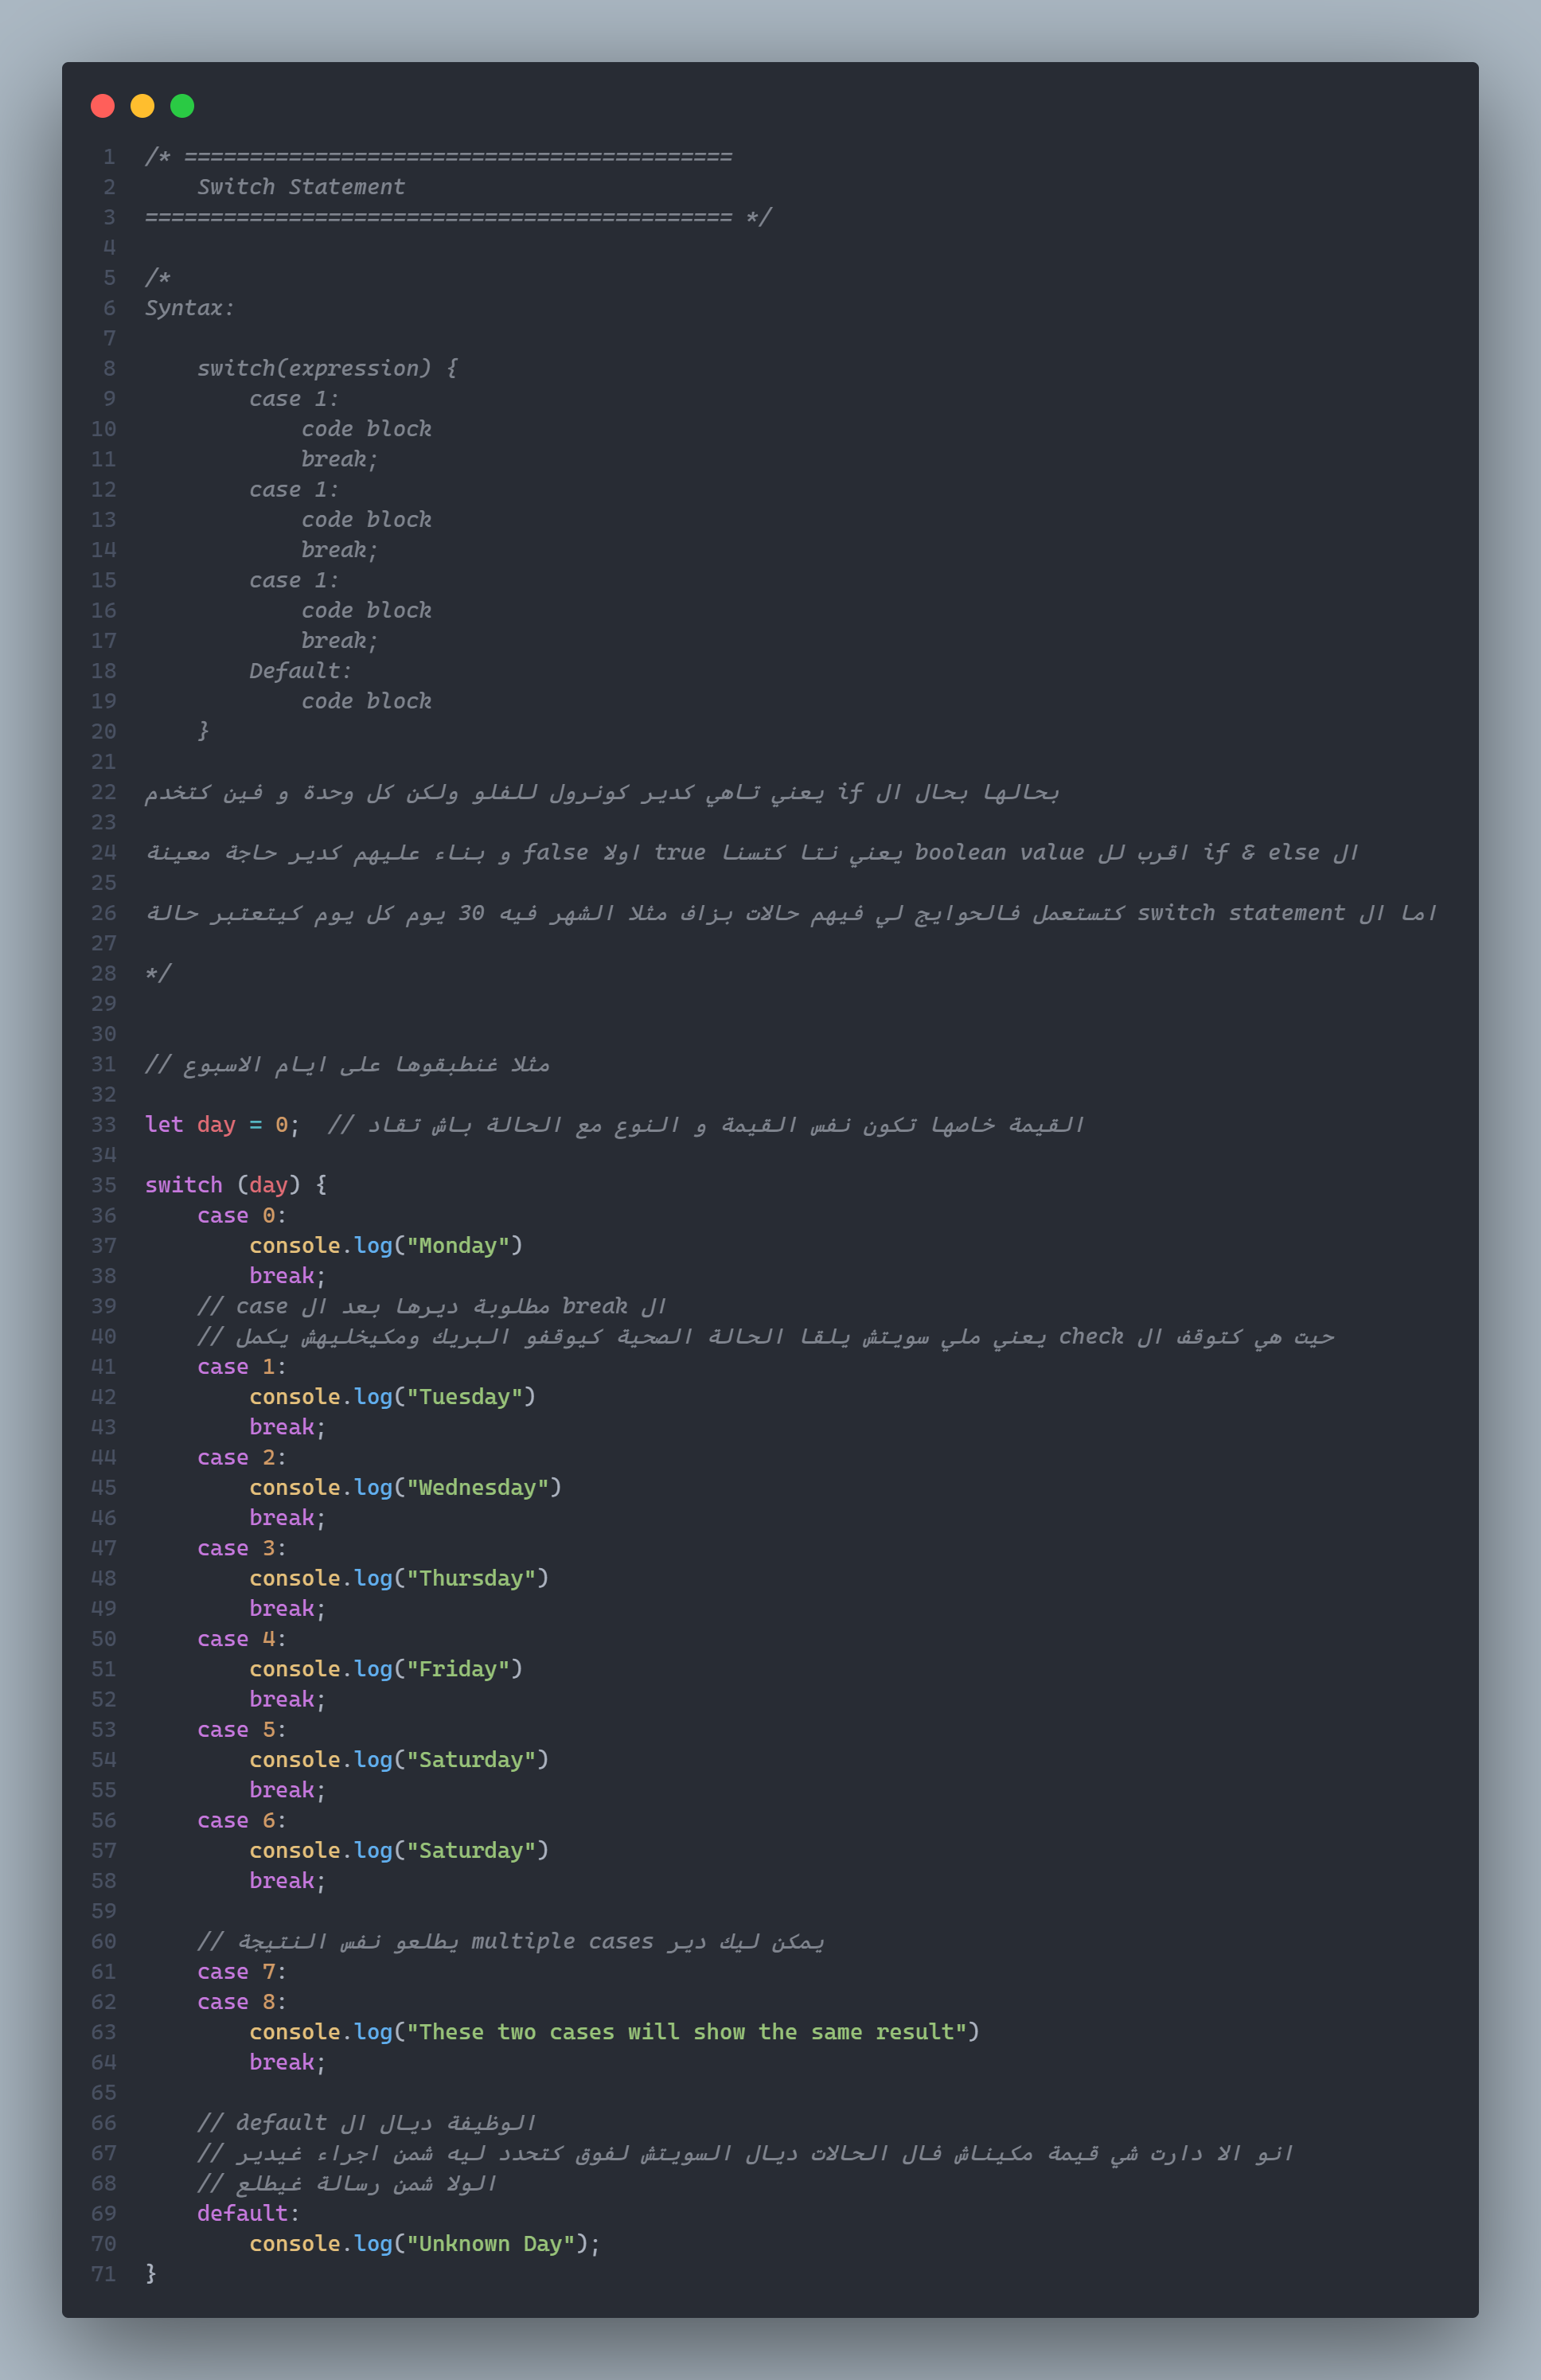 1 /* ==========================================
2 Switch Statement
3 ============================================= */
4
5 /*
6 Syntax:
7
8 switch(expression) {
9 case 1:
10 code block
11 break;
12 case 1:
13 code block
14 break;
15 case 1:
16 code block
17 break;
18 Default:
19 code block
20 }
21
22 بحالها بحال ال if يعني تاهي كدير كونرول للفلو ولكن كل وحدة و فين كتخدم
23
24 ال if & else اقرب لل boolean value يعني نتا كتسنا true اولا false و بناء عليهم كدير حاجة معينة
25
26 اما ال switch statement كتستعمل فالحوايج لي فيهم حالات بزاف مثلا الشهر فيه 30 يوم كل يوم كيتعتبر حالة
27
28 */
29
30
31 // مثلا غنطبقوها على ايام الاسبوع
32
33 let day = 0;  // القيمة خاصها تكون نفس القيمة و النوع مع الحالة باش تقاد
34
35 switch (day) {
36 case 0:
37 console.log("Monday")
38 break;
39 // ال break مطلوبة ديرها بعد ال case
40 // حيت هي كتوقف ال check يعني ملي سويتش يلقا الحالة الصحية كيوقفو البريك ومكيخليهش يكمل
41 case 1:
42 console.log("Tuesday")
43 break;
44 case 2:
45 console.log("Wednesday")
46 break;
47 case 3:
48 console.log("Thursday")
49 break;
50 case 4:
51 console.log("Friday")
52 break;
53 case 5:
54 console.log("Saturday")
55 break;
56 case 6:
57 console.log("Saturday")
58 break;
59
60 // يمكن ليك دير multiple cases يطلعو نفس النتيجة
61 case 7:
62 case 8:
63 console.log("These two cases will show the same result")
64 break;
65
66 // الوظيفة ديال ال default
67 // انو الا دارت شي قيمة مكيناش فال الحالات ديال السويتش لفوق كتحدد ليه شمن اجراء غيدير
68 // الولا شمن رسالة غيطلع
69 default:
70 console.log("Unknown Day");
71 }